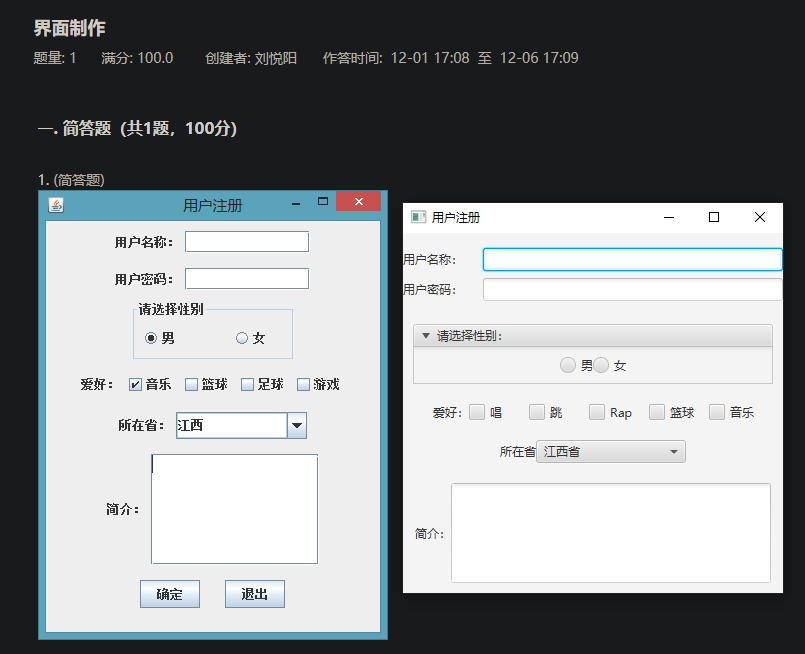 界面制作
题量: 1 满分: 100.0 创建者: 刘悦阳 作答时间: 12-01 17:08 至 12-06 17:09
一. 简答题（共1题，100分）
1. (简答题)
用户注册
用户名称：
用户密码：
请选择性别
男 女
爱好： 音乐 篮球 足球 游戏
所在省： 江西
简介：
确定 退出
用户注册
用户名称：
用户密码：
请选择性别：
男 女
爱好： 唱 跳 Rap 篮球 音乐
所在省 江西省
简介：